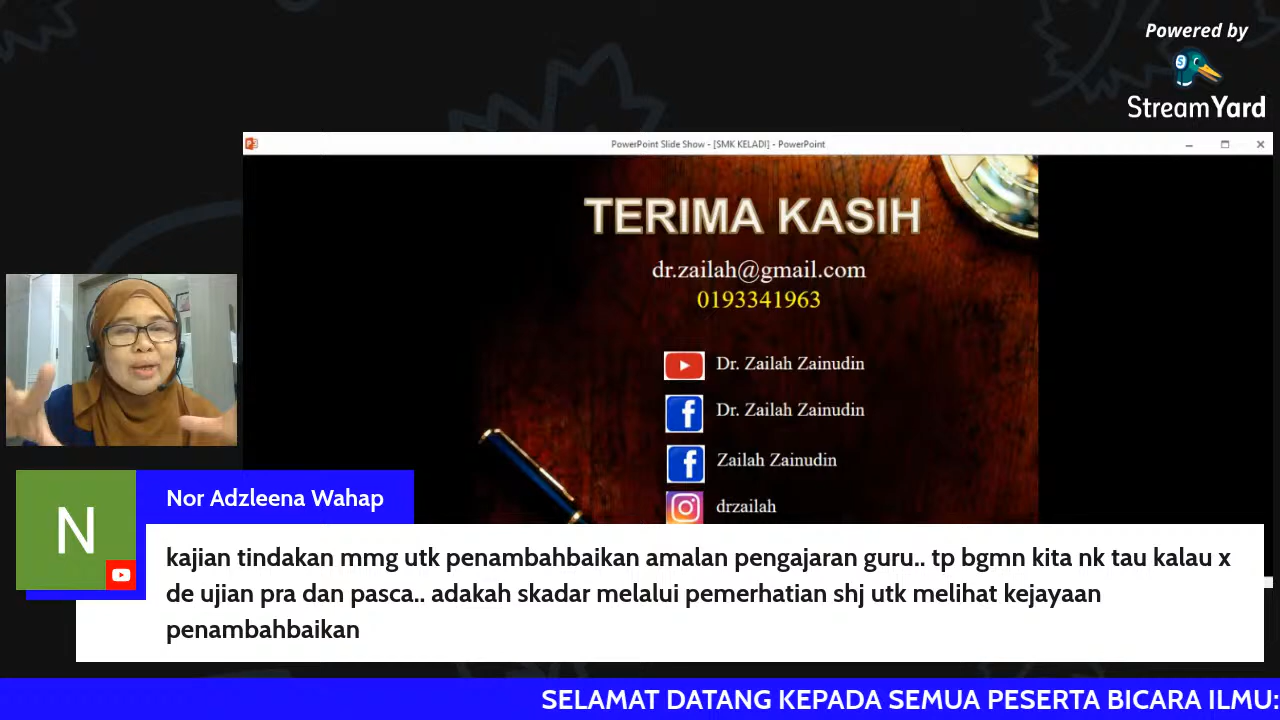 Powered by
StreamYard
PowerPoint Slide Show - [SMK KELADI] - PowerPoint
TERIMA KASIH
dr.zailah@gmail.com
0193341963
Dr. Zailah Zainudin
Dr. Zailah Zainudin
Zailah Zainudin
drzailah
N
Nor Adzleena Wahap
kajian tindakan mmg utk penambahbaikan amalan pengajaran guru.. tp bgmn kita nk tau kalau x
de ujian pra dan pasca.. adakah skadar melalui pemerhatian shj utk melihat kejayaan
penambahbaikan
SELAMAT DATANG KEPADA SEMUA PESERTA BICARA ILMU: